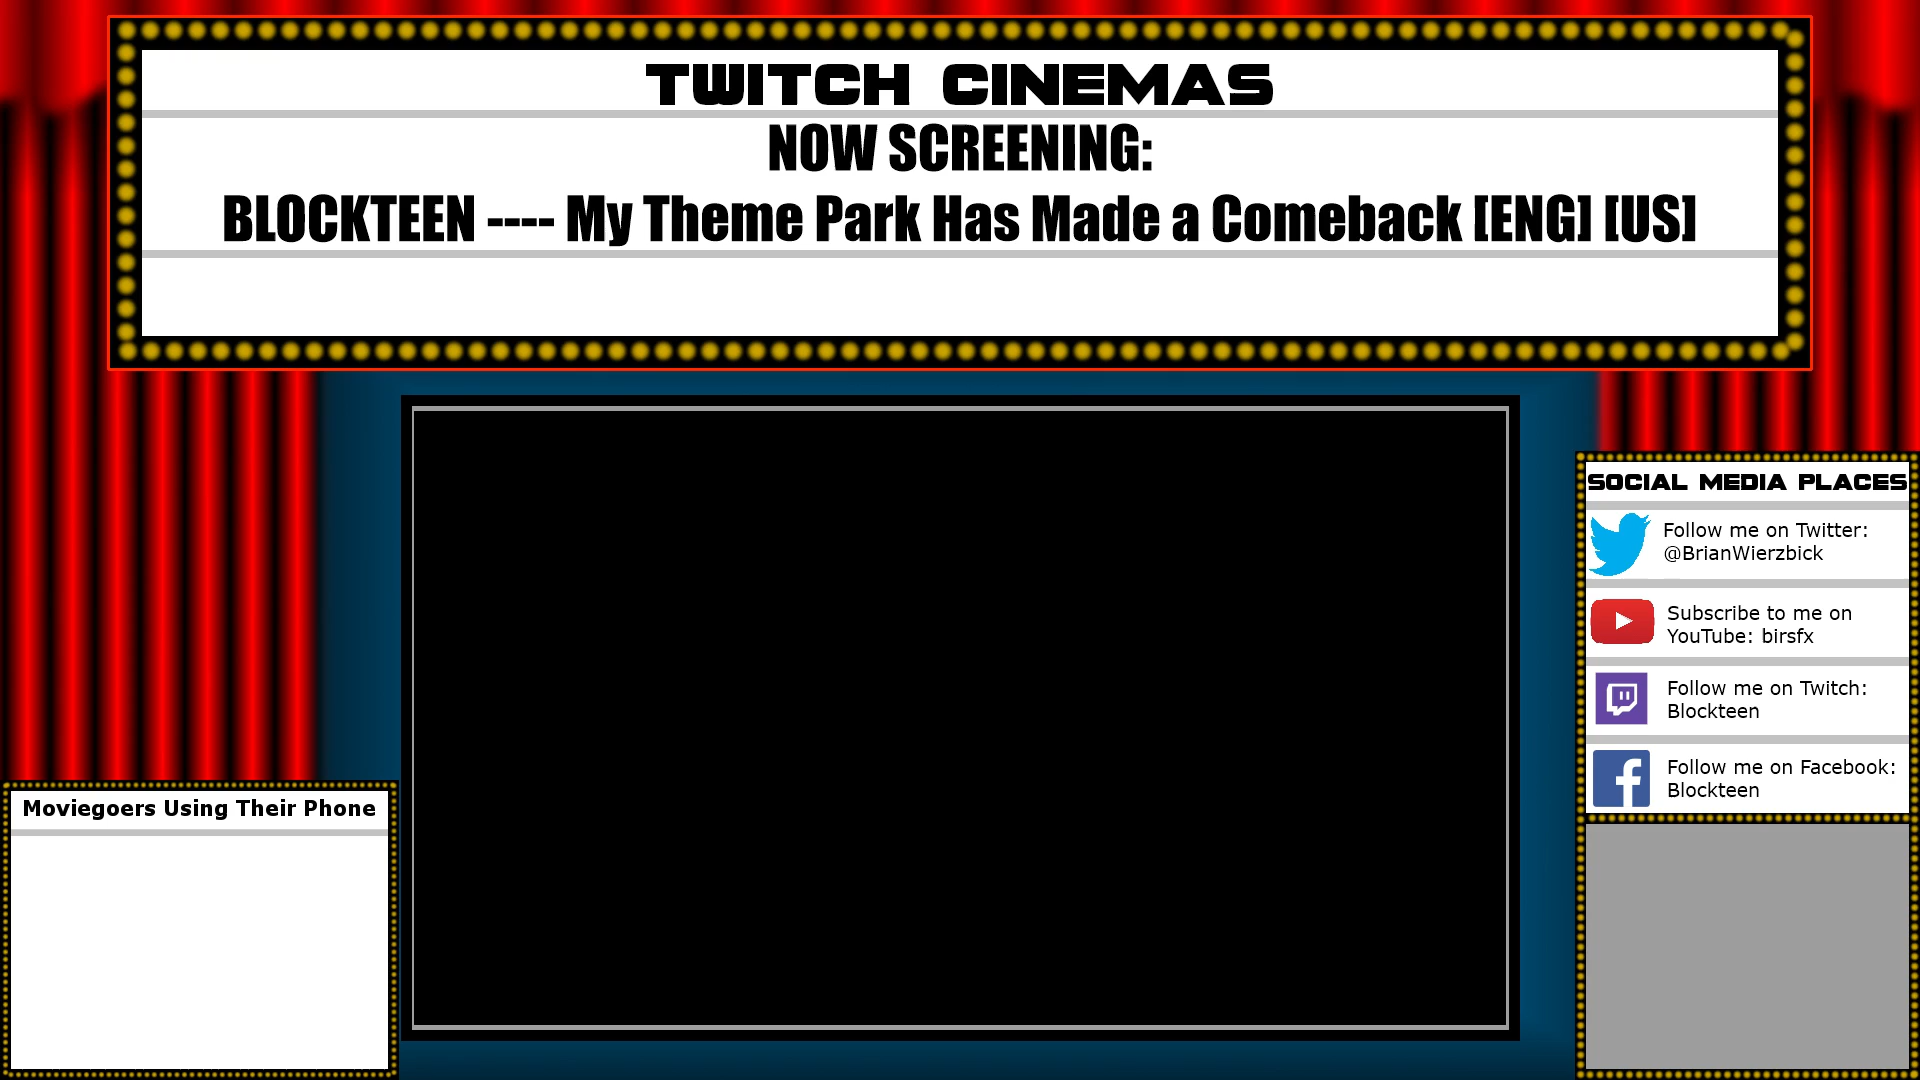 TWITCH CINEMAS
NOW SCREENING:
BLOCKTEEN ---- My Theme Park Has Made a Comeback [ENG] [US]
SOCIAL MEDIA PLACES
Follow me on Twitter:
@BrianWierzbick
Subscribe to me on
YouTube: birsfx
Follow me on Twitch:
Blockteen
Follow me on Facebook:
Blockteen
Moviegoers Using Their Phone